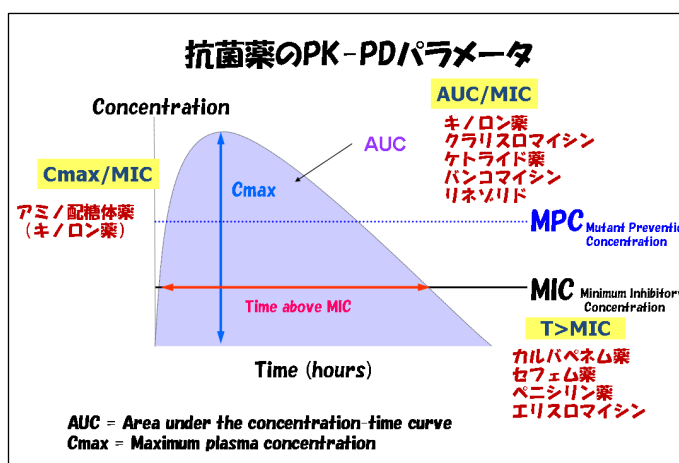 抗菌薬のPK-PDパラメータ
Concentration
AUC/MIC
キノロン薬
クラリスロマイシン
ケトライド薬
バンコマイシン
リネゾリド
AUC
Cmax/MIC
アミノ配糖体薬
(キノロン薬)
Cmax
MPC Mutant Preventi
Concentration
MIC Minimum Inhibitory
Concentration
Time above MIC
T>MIC
カルバペネム薬
セフェム薬
ペニシリン薬
エリスロマイシン
Time (hours)
AUC = Area under the concentration-time curve
Cmax = Maximum plasma concentration